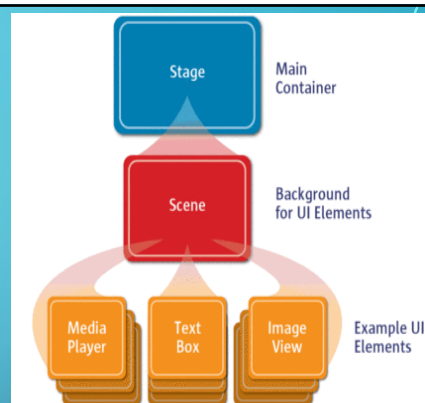 Stage
Main
Container
Scene
Background
for UI Elements
Media
Player
Text
Box
Image
View
Example UI
Elements